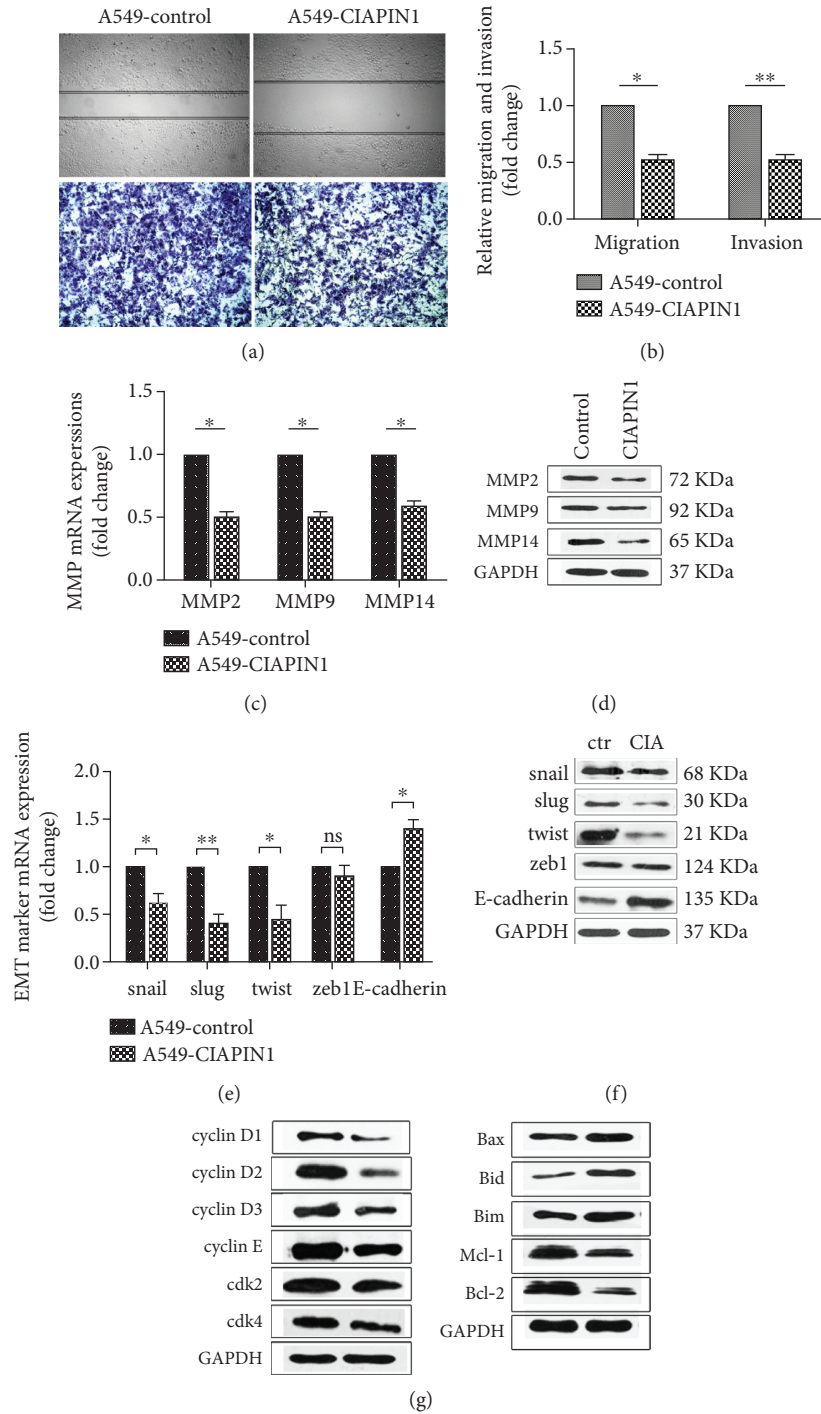 A549-control A549-CIAPIN1
(a)
Relative migration and invasion
(fold change)
1.5
1.0
0.5
0.0
* **
Migration Invasion
A549-control
A549-CIAPIN1
(b)
MMP mRNA experssions
(fold change)
1.5
1.0
0.5
0.0
* * *
MMP2 MMP9 MMP14
A549-control
A549-CIAPIN1
(c)
Control CIAPIN1
MMP2 72 KDa
MMP9 92 KDa
MMP14 65 KDa
GAPDH 37 KDa
(d)
EMT marker mRNA expression
(fold change)
2.0
1.5
1.0
0.5
0.0
* ** * ns *
snail slug twist zeb1 E-cadherin
A549-control
A549-CIAPIN1
(e)
ctr CIA
snail 68 KDa
slug 30 KDa
twist 21 KDa
zeb1 124 KDa
E-cadherin 135 KDa
GAPDH 37 KDa
(f)
cyclin D1
cyclin D2
cyclin D3
cyclin E
cdk2
cdk4
GAPDH
Bax
Bid
Bim
Mcl-1
Bcl-2
GAPDH
(g)